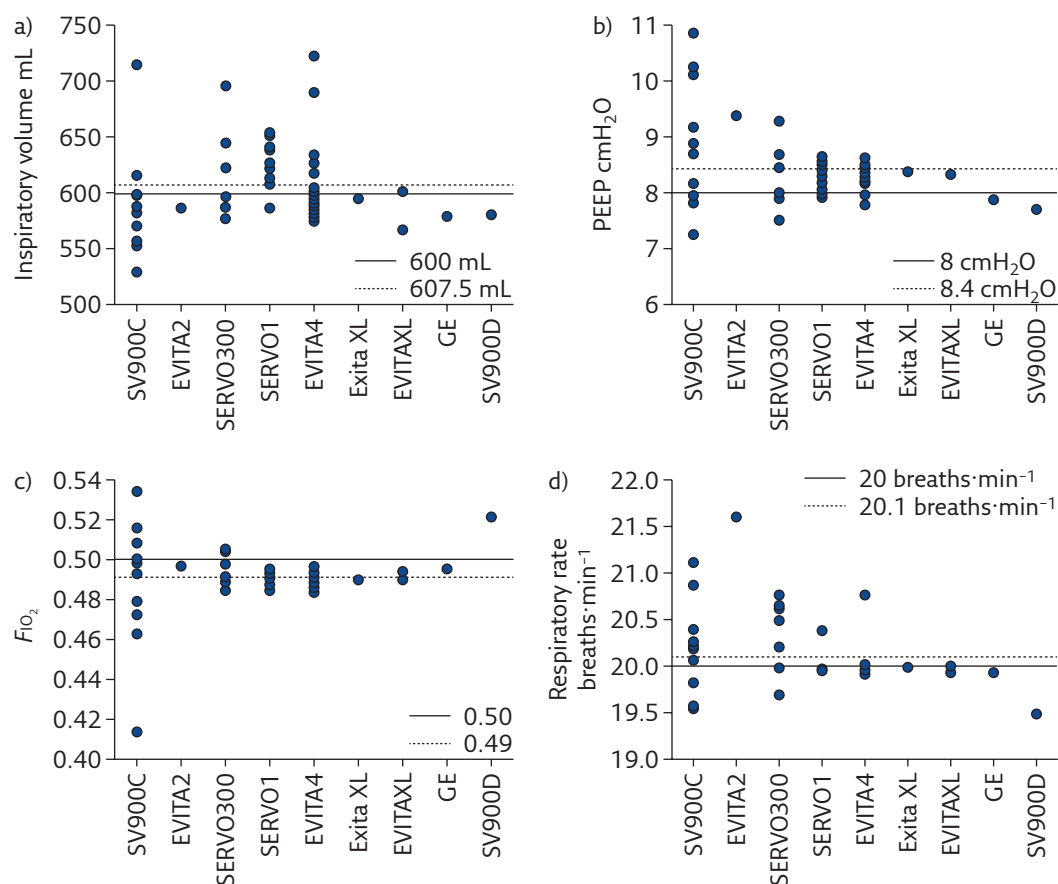 a)
Inspiratory volume mL
750
700
650
600
550
500
600 mL
607.5 mL
SV900C
EVITA2
SERVO300
SERVO1
EVITA4
Exita XL
EVITAXL
GE
SV900D
b)
PEEP cmH₂O
11
10
9
8
7
6
8 cmH₂O
8.4 cmH₂O
SV900C
EVITA2
SERVO300
SERVO1
EVITA4
Exita XL
EVITAXL
GE
SV900D
c)
FIO₂
0.54
0.52
0.50
0.48
0.46
0.44
0.42
0.40
0.50
0.49
SV900C
EVITA2
SERVO300
SERVO1
EVITA4
Exita XL
EVITAXL
GE
SV900D
d)
Respiratory rate
breaths·min⁻¹
22.0
21.5
21.0
20.5
20.0
19.5
19.0
20 breaths·min⁻¹
20.1 breaths·min⁻¹
SV900C
EVITA2
SERVO300
SERVO1
EVITA4
Exita XL
EVITAXL
GE
SV900D